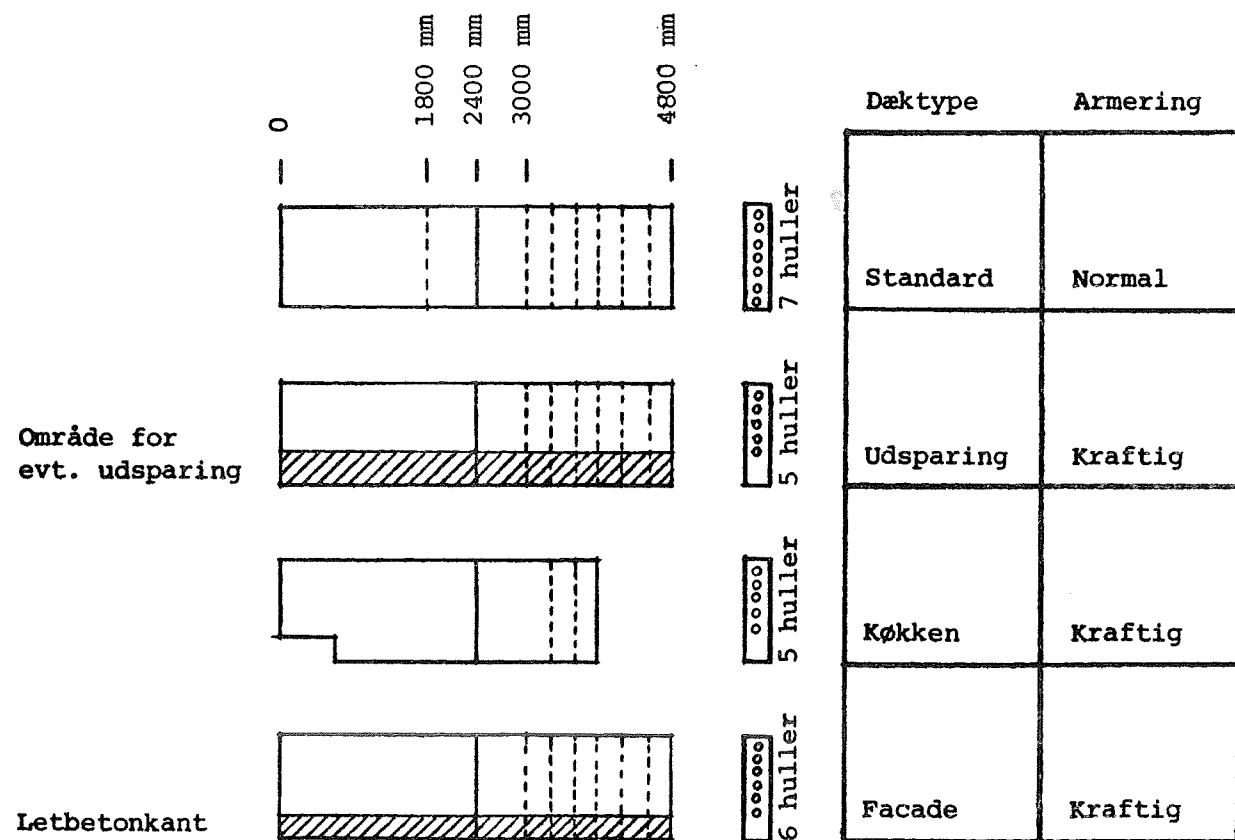 0
1800 mm
2400 mm
3000 mm
4800 mm
Dæktype Armering
7 huller
Standard Normal
Område for
evt. udsparing
5 huller
Udsparing Kraftig
5 huller
Køkken Kraftig
Letbetonkant
6 huller
Facade Kraftig